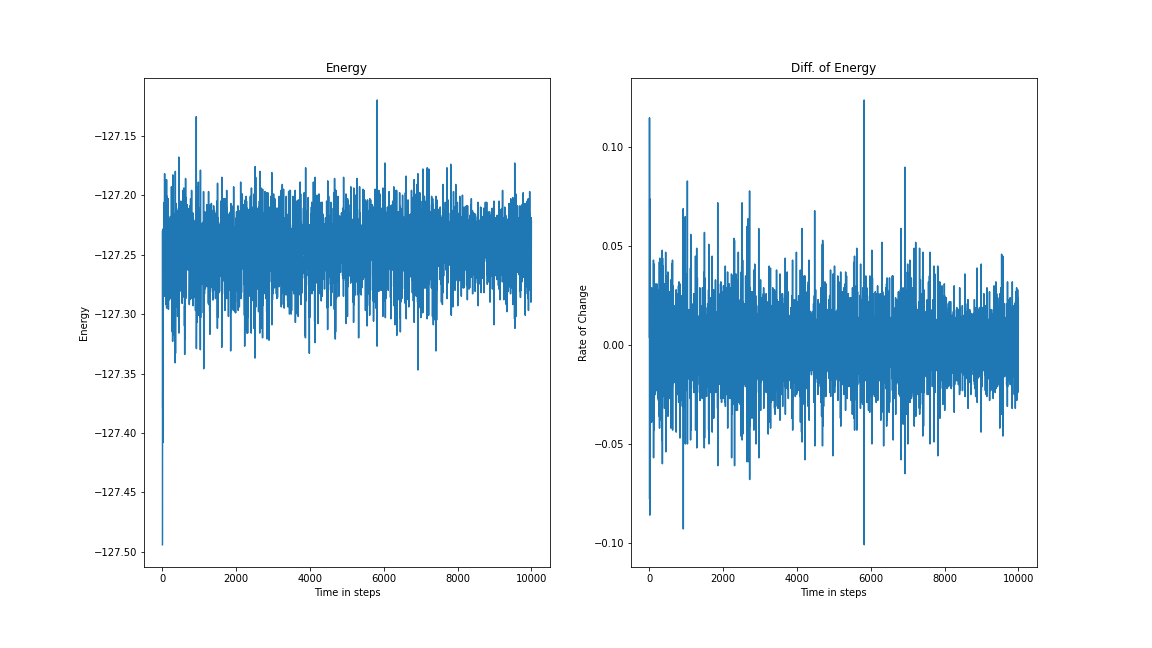 Energy
Energy
−127.15
−127.20
−127.25
−127.30
−127.35
−127.40
−127.45
−127.50
0 2000 4000 6000 8000 10000
Time in steps
Diff. of Energy
Rate of Change
0.10
0.05
0.00
−0.05
−0.10
0 2000 4000 6000 8000 10000
Time in steps